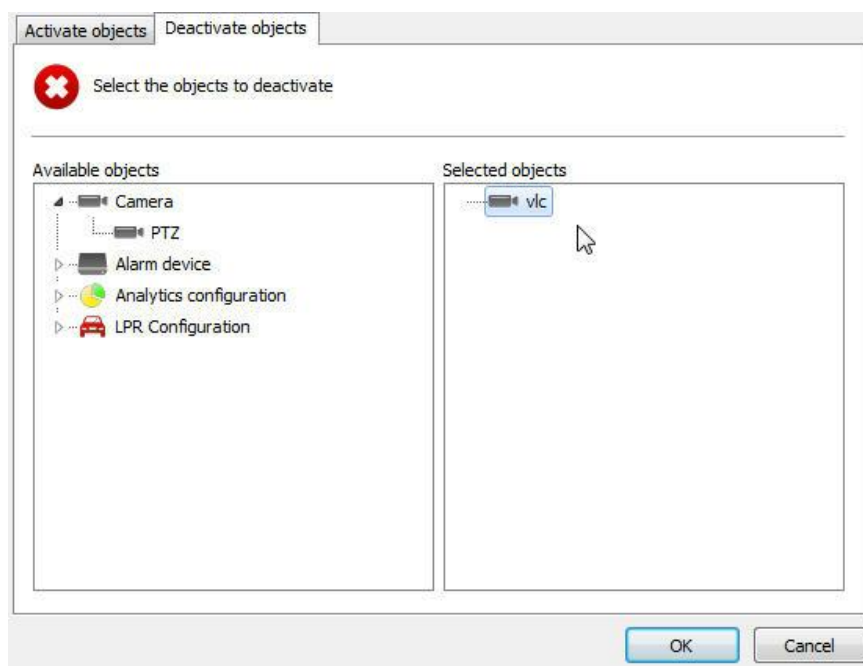 Activate objects
Deactivate objects
Select the objects to deactivate
Available objects
Camera
PTZ
Alarm device
Analytics configuration
LPR Configuration
Selected objects
vlc
OK
Cancel